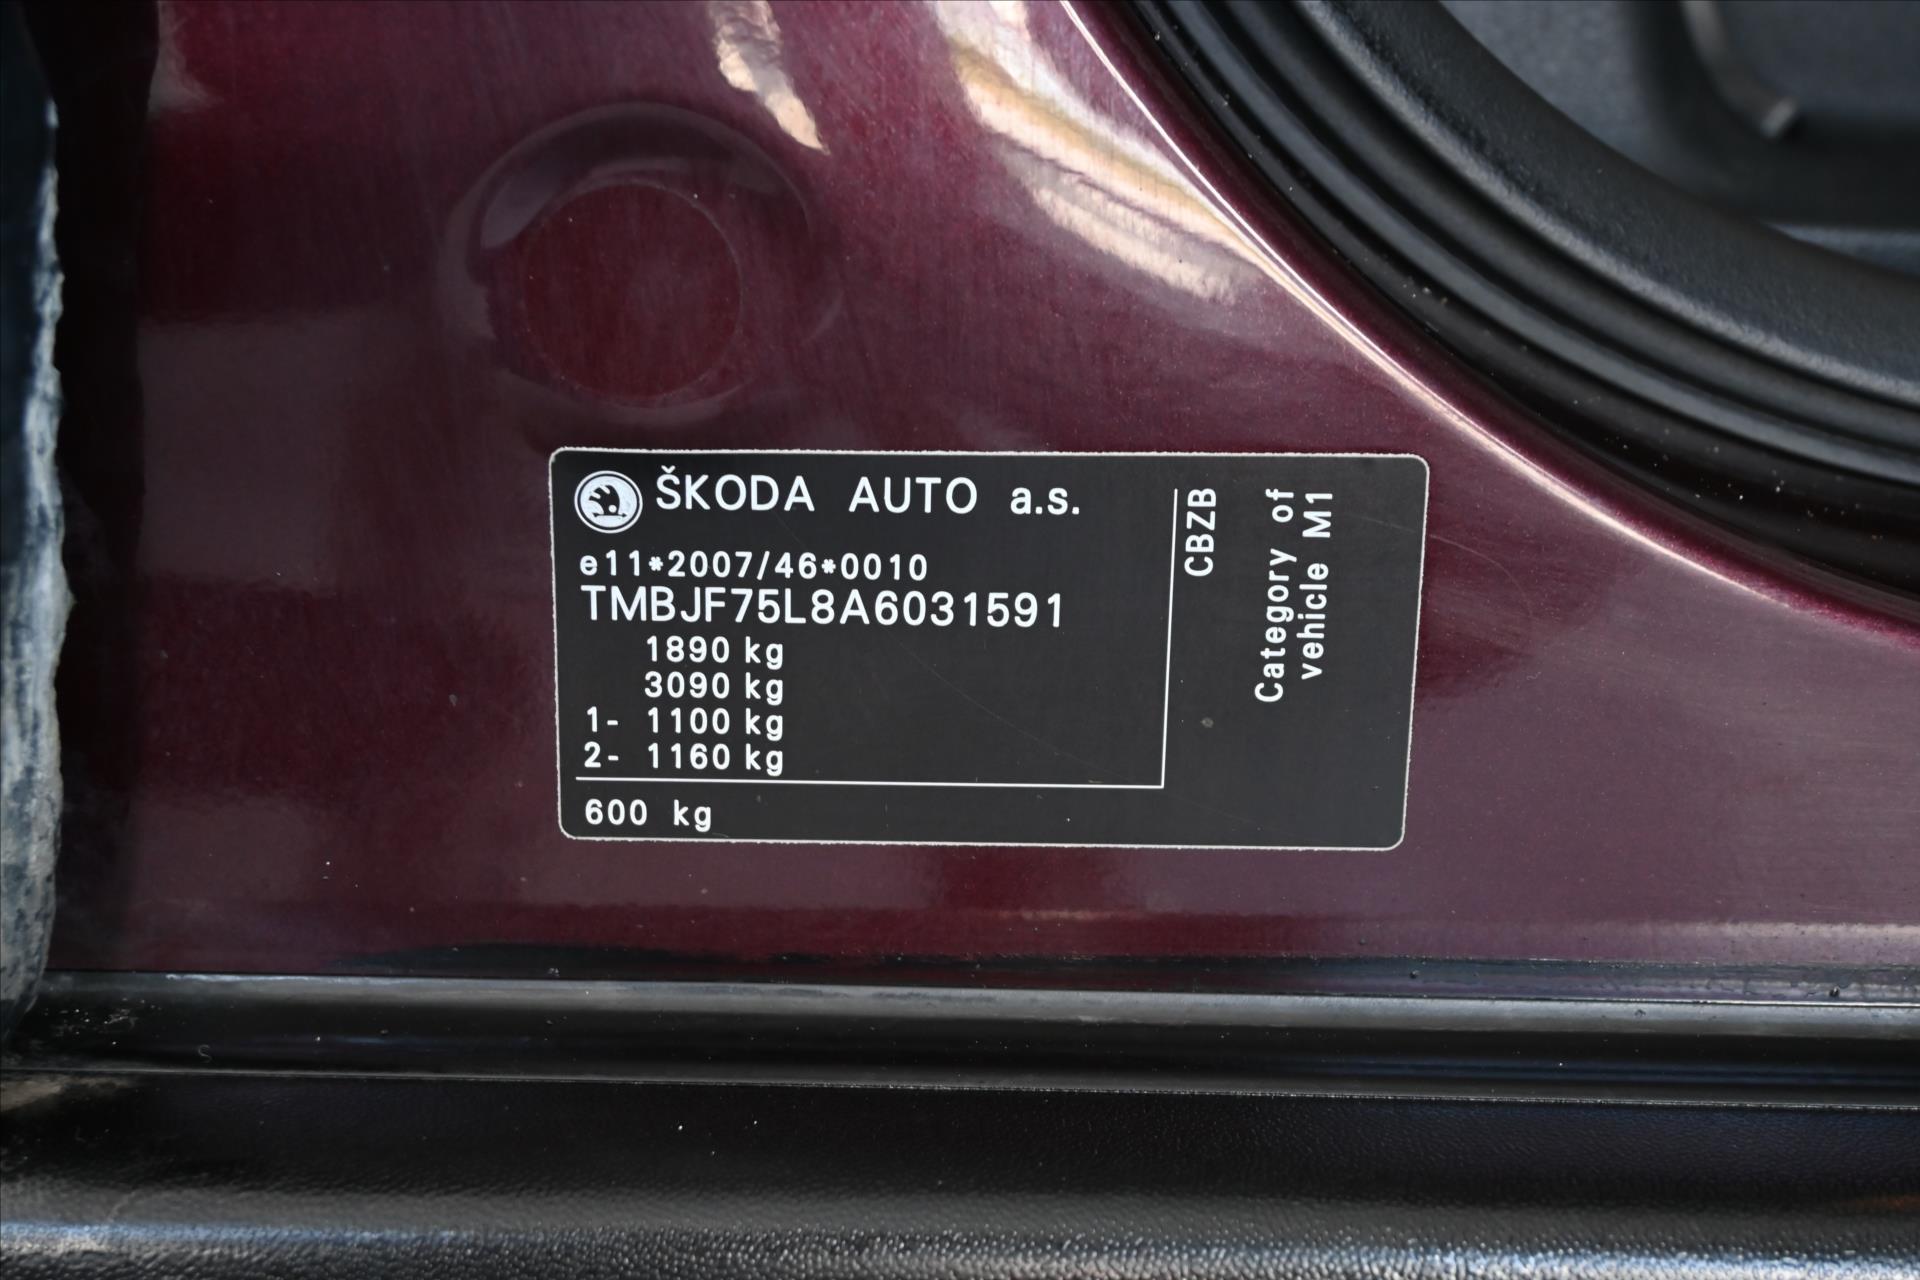 ŠKODA AUTO a.s.
e11*2007/46*0010
TMBJF75L8A6031591
1890 kg
3090 kg
1- 1100 kg
2- 1160 kg
600 kg
CBZB
Category of
vehicle M1